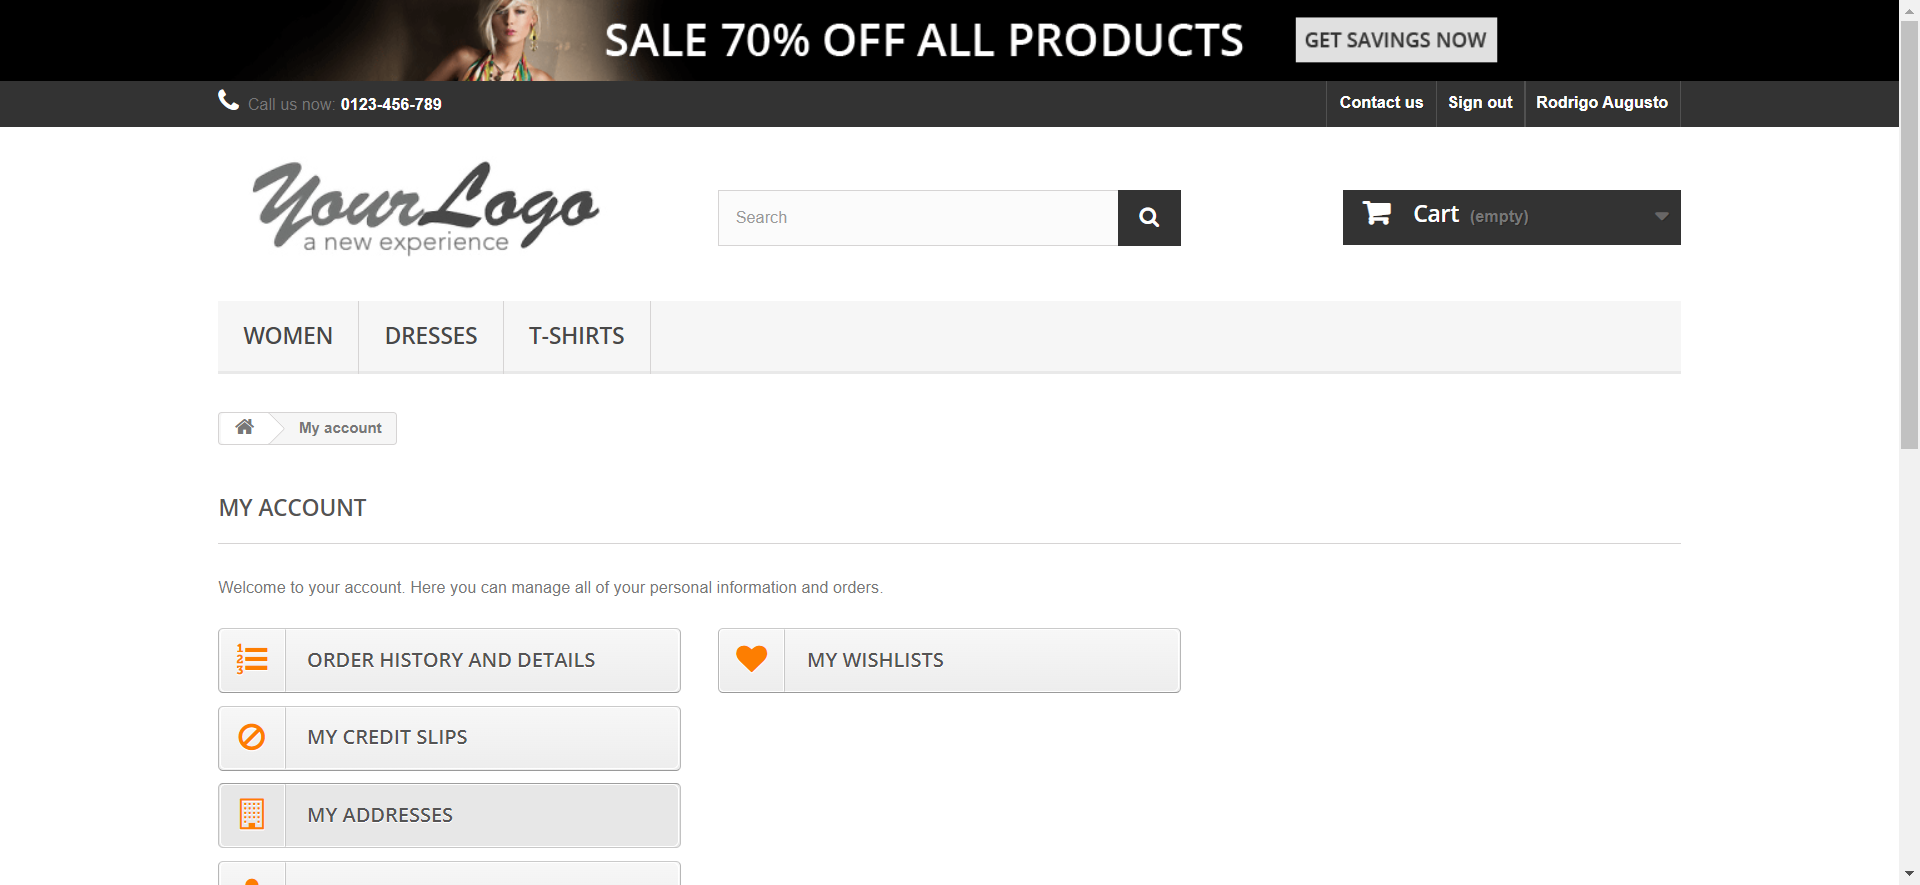 SALE 70% OFF ALL PRODUCTS
GET SAVINGS NOW
Call us now: 0123-456-789
Contact us
Sign out
Rodrigo Augusto
YourLogo
a new experience
Search
Cart (empty)
WOMEN
DRESSES
T-SHIRTS
My account
MY ACCOUNT
Welcome to your account. Here you can manage all of your personal information and orders.
ORDER HISTORY AND DETAILS
MY WISHLISTS
MY CREDIT SLIPS
MY ADDRESSES